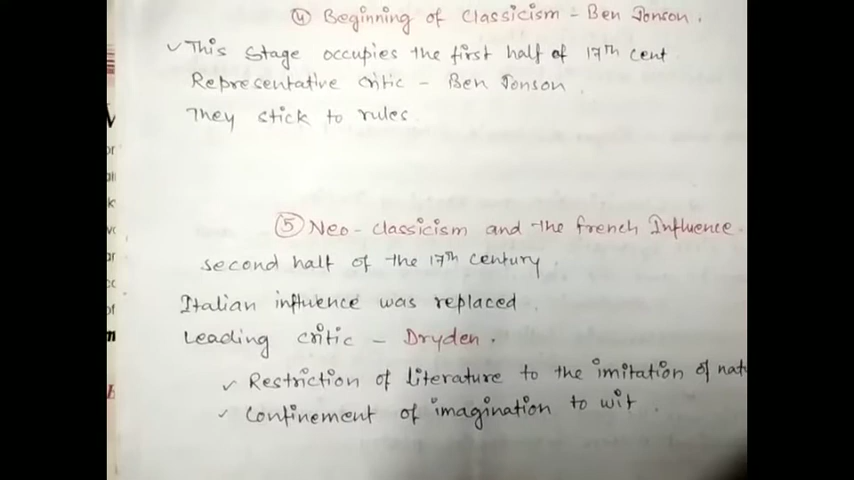 ④ Beginning of Classicism - Ben Jonson.
✓ This stage occupies the first half of 17th cent
Representative critic - Ben Jonson
They stick to rules.
⑤ Neo-classicism and the french Influence.
second half of the 17th century.
Italian influence was replaced.
Leading critic - Dryden.
✓ Restriction of literature to the imitation of natu
✓ Confinement of imagination to wit.